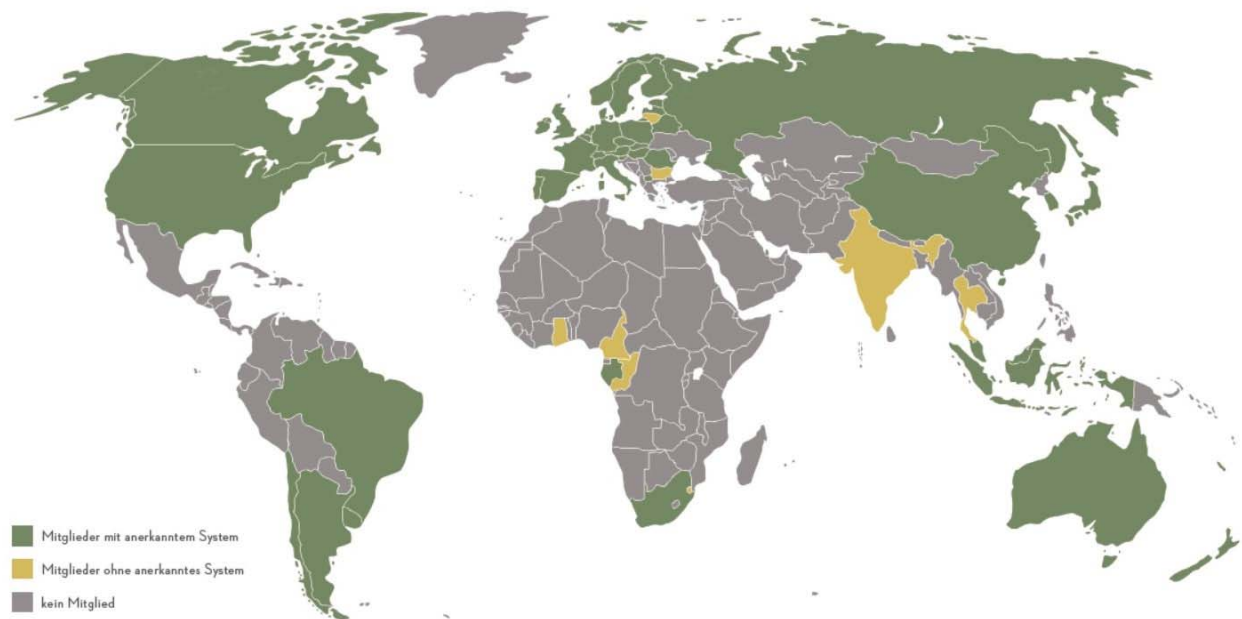 Mitglieder mit anerkanntem System
Mitglieder ohne anerkanntes System
kein Mitglied